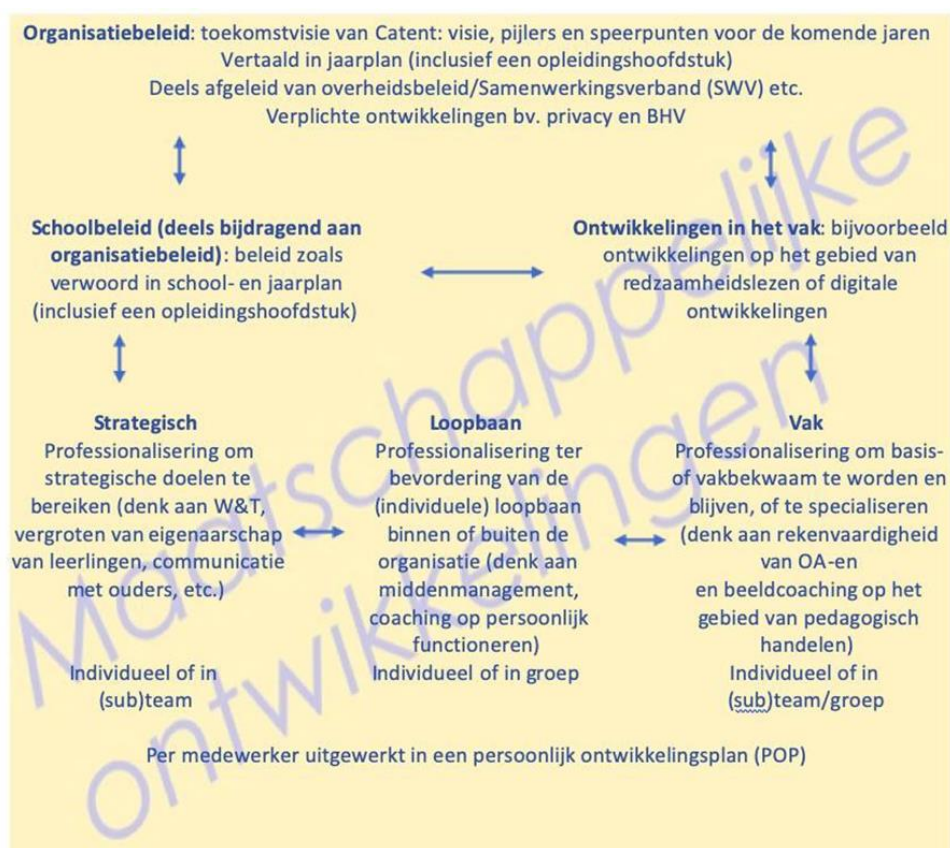 Organisatiebeleid: toekomstvisie van Catent: visie, pijlers en speerpunten voor de komende jaren
Vertaald in jaarplan (inclusief een opleidingshoofdstuk)
Deels afgeleid van overheidsbeleid/Samenwerkingsverband (SWV) etc.
Verplichte ontwikkelingen bv. privacy en BHV
Schoolbeleid (deels bijdragend aan
organisatiebeleid): beleid zoals
verwoord in school- en jaarplan
(inclusief een opleidingshoofdstuk)
Ontwikkelingen in het vak: bijvoorbeeld
ontwikkelingen op het gebied van
redzaamheidslezen of digitale
ontwikkelingen
Strategisch
Professionalisering om
strategische doelen te
bereiken (denk aan W&T,
vergroten van eigenaarschap
van leerlingen, communicatie
met ouders, etc.)
Individueel of in
(sub)team
Loopbaan
Professionalisering ter
bevordering van de
(individuele) loopbaan
binnen of buiten de
organisatie (denk aan
middenmanagement,
coaching op persoonlijk
functioneren)
Individueel of in groep
Vak
Professionalisering om basis-
of vakbekwaam te worden en
blijven, of te specialiseren
(denk aan rekenvaardigheid
van OA-en
en beeldcoaching op het
gebied van pedagogisch
handelen)
Individueel of in
(sub)team/groep
Per medewerker uitgewerkt in een persoonlijk ontwikkelingsplan (POP)
Maatschappelijke
ontwikkelingen